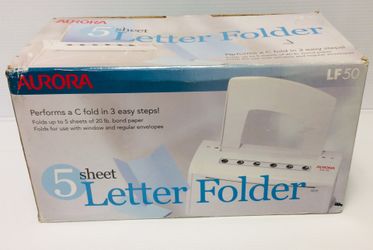 5 sheet
Letter Folder
Performs a C fold in 3 easy steps!
AURORA
LF50
Performs a C fold in 3 easy steps!
Folds up to 5 sheets of 20 lb. bond paper
Folds for use with window and regular envelopes
AURORA
5 sheet
Letter Folder